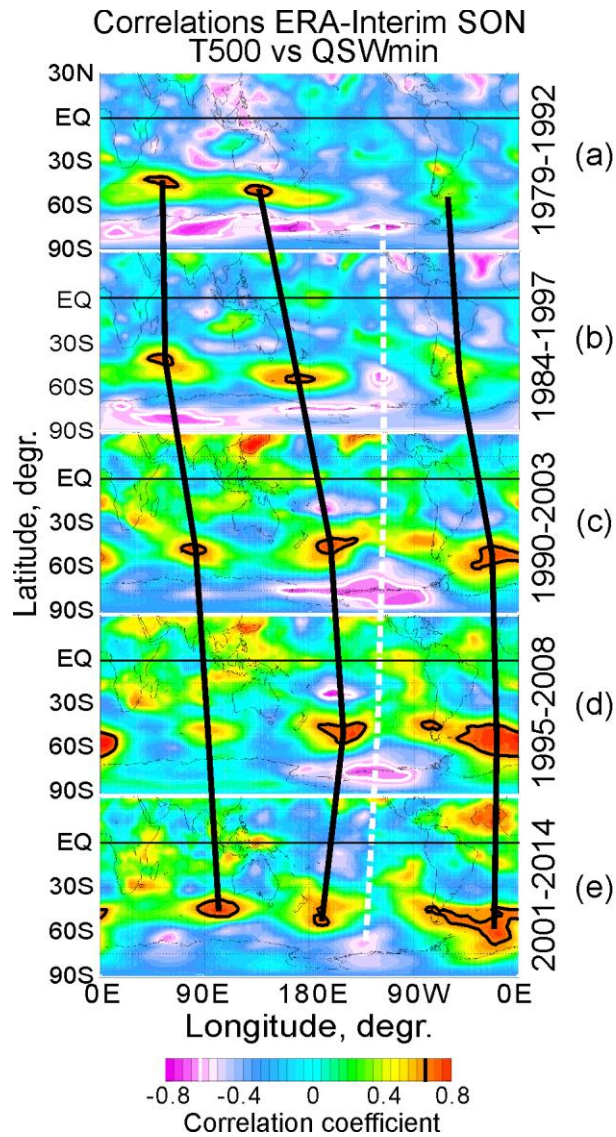 Correlations ERA-Interim SON
T500 vs QSWmin
30N
EQ
30S
60S
90S
1979-1992
(a)
EQ
30S
60S
90S
1984-1997
(b)
EQ
30S
60S
90S
1990-2003
(c)
EQ
30S
60S
90S
1995-2008
(d)
EQ
30S
60S
90S
2001-2014
(e)
Latitude, degr.
0E 90E 180E 90W 0E
Longitude, degr.
-0.8 -0.4 0 0.4 0.8
Correlation coefficient